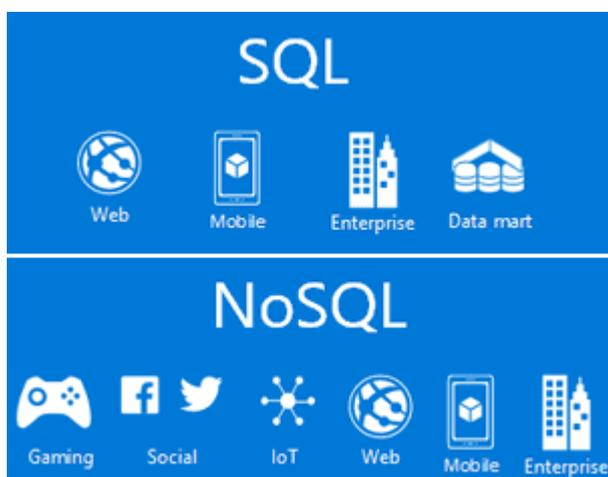 SQL
Web Mobile Enterprise Data mart
NoSQL
Gaming Social IoT Web Mobile Enterprise